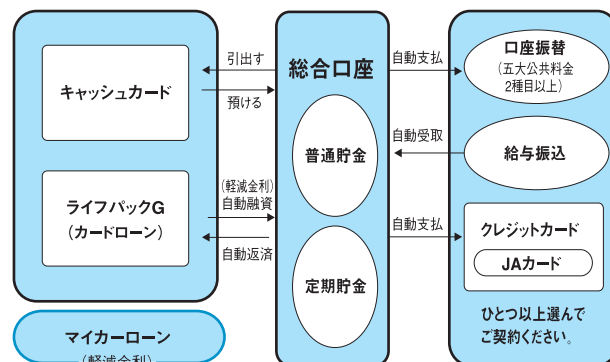 キャッシュカード
引出す
預ける
ライフパックG
(カードローン)
(軽減金利)
自動融資
自動返済
マイカーローン
(軽減金利)
総合口座
普通貯金
定期貯金
自動支払
自動受取
自動支払
口座振替
(五大公共料金
2種目以上)
給与振込
クレジットカード
JAカード
ひとつ以上選んで
ご契約ください。